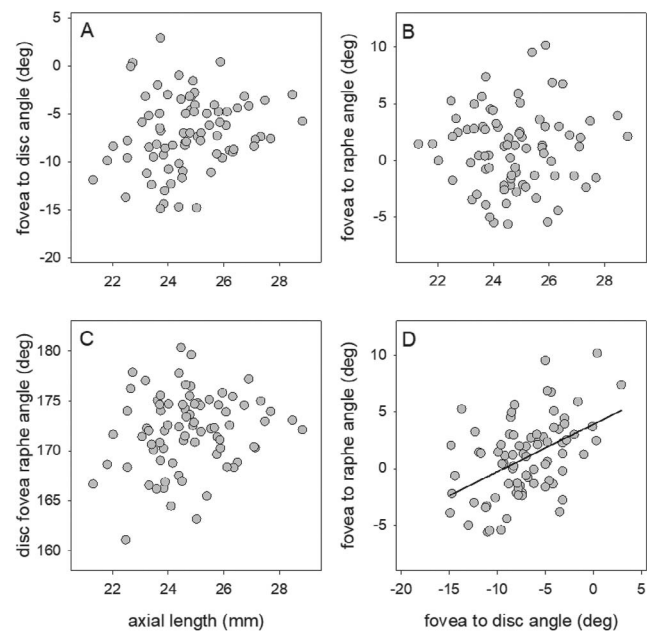 A
fovea to disc angle (deg)
5
0
-5
-10
-15
-20
22 24 26 28
B
fovea to raphe angle (deg)
10
5
0
-5
22 24 26 28
C
disc fovea raphe angle (deg)
180
175
170
165
160
22 24 26 28
axial length (mm)
D
fovea to raphe angle (deg)
10
5
0
-5
-20 -15 -10 -5 0 5
fovea to disc angle (deg)